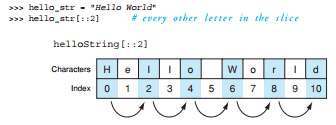 >>> hello_str = "Hello World"
>>> hello_str[::2] # every other letter in the slice
helloString[::2]
Characters H e l l o W o r l d
Index 0 1 2 3 4 5 6 7 8 9 10